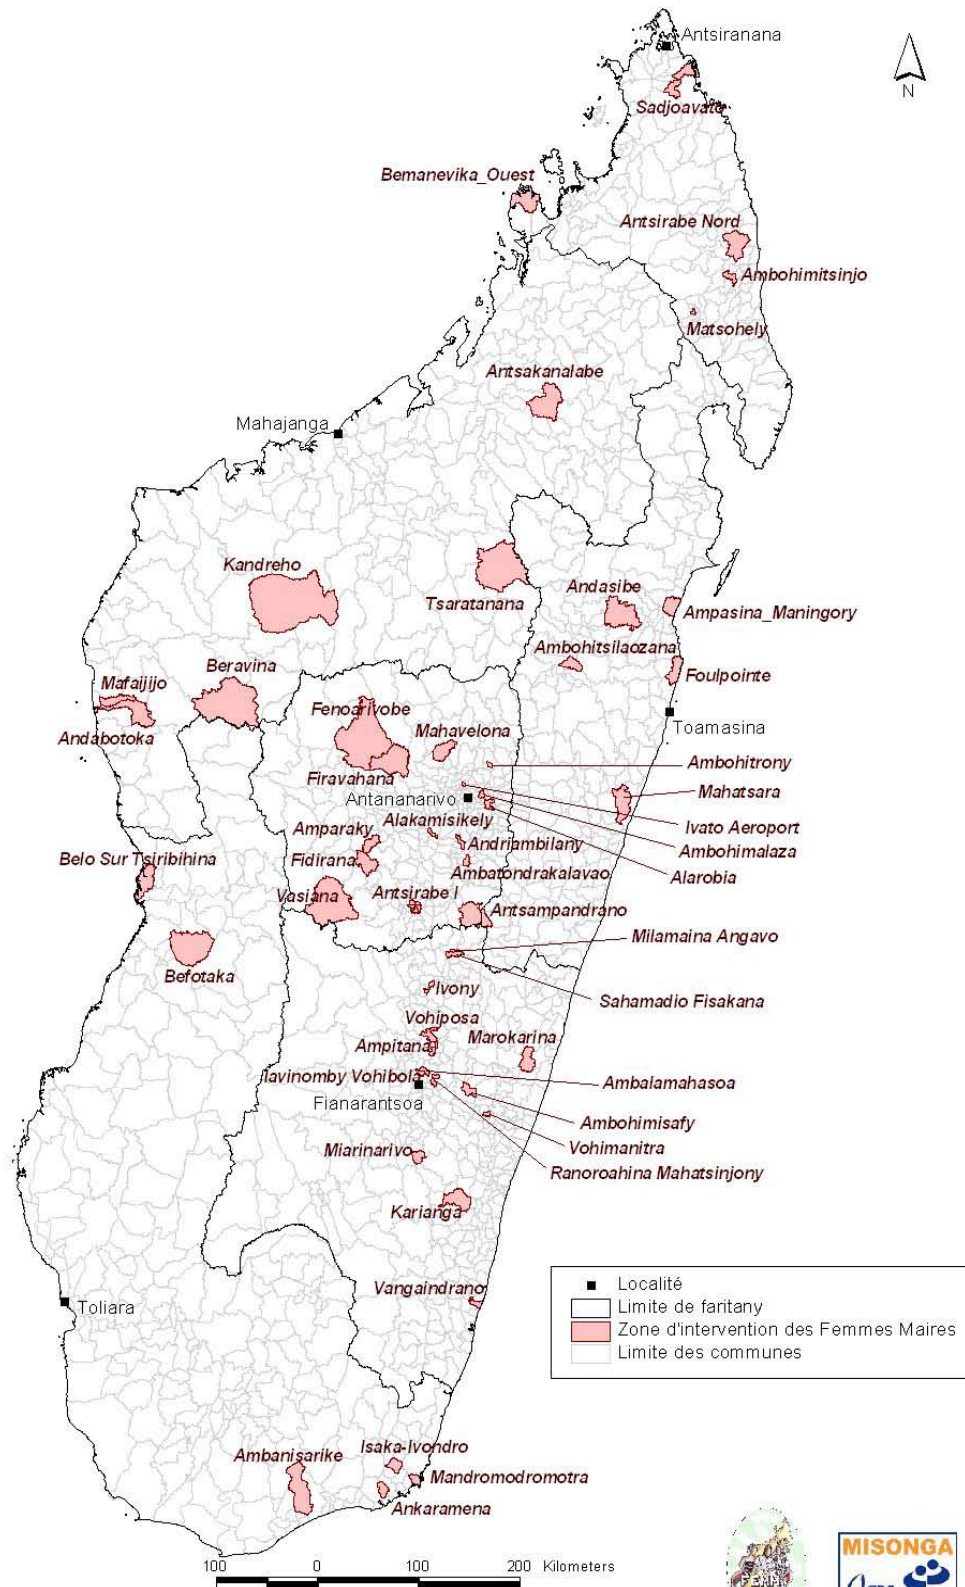 Antsiranana
N
Sadjoavato
Bemanevika_Ouest
Antsirabe Nord
Ambohimitsinjo
Matsohely
Antsakanalabe
Mahajanga
Kandreho
Tsaratanana
Andasibe
Ampasina_Maningory
Ambohitsilaozana
Beravina
Foulpointe
Mafaijijo
Fenoarivobe
Mahavelona
Andabotoka
Toamasina
Ambohitrony
Firavahana
Mahatsara
Antananarivo
Alakamisikely
Ivato Aeroport
Amparaky
Andriambilany
Ambohimalaza
Belo Sur Tsiribihina
Fidirana
Ambatondrakalavao
Alarobia
Vasiana
Antsirabe I
Antsampandrano
Milamaina Angavo
Befotaka
Ivony
Sahamadio Fisakana
Vohiposa
Ampitana
Marokarina
Iavinomby Vohibola
Ambalamahasoa
Fianarantsoa
Ambohimisafy
Vohimanitra
Miarinarivo
Ranoroahina Mahatsinjony
Karianga
Vangaindrano
Toliara
Localité
Limite de faritany
Zone d'intervention des Femmes Maires
Limite des communes
Ambanisarike
Isaka-Ivondro
Mandromodromotra
Ankaramena
100 0 100 200 Kilometers
MISONGA